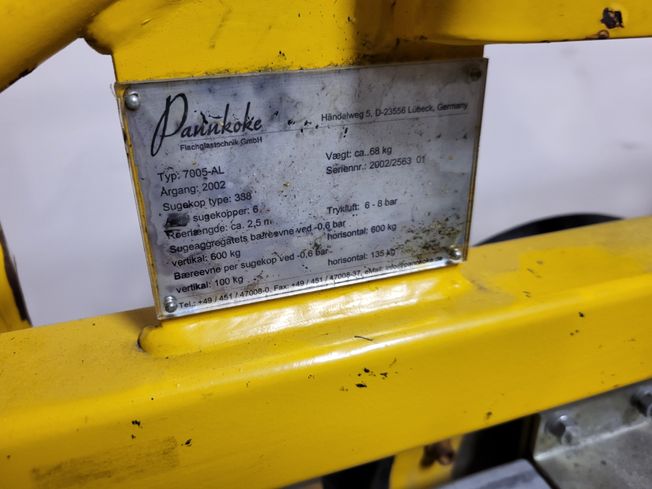 Pannkoke
Flachglastechnik GmbH
Händelweg 5, D-23556 Lübeck, Germany
Typ: 7005-AL
Vægt: ca. 68 kg
Årgang: 2002
Serienr.: 2002/2563 01
Sugekop type: 388
sugekopper: 6
Trykluft: 6 - 8 bar
Rørlængde: ca. 2,5 m
Sugeaggregatets bæreevne ved -0,6 bar
vertikal: 600 kg horisontal: 600 kg
Bæreevne per sugekop ved -0,6 bar
vertikal: 100 kg horisontal: 135 kg
Tel.: +49 / 451 / 47008-0, Fax: +49 / 451 / 47008-37, eMail: